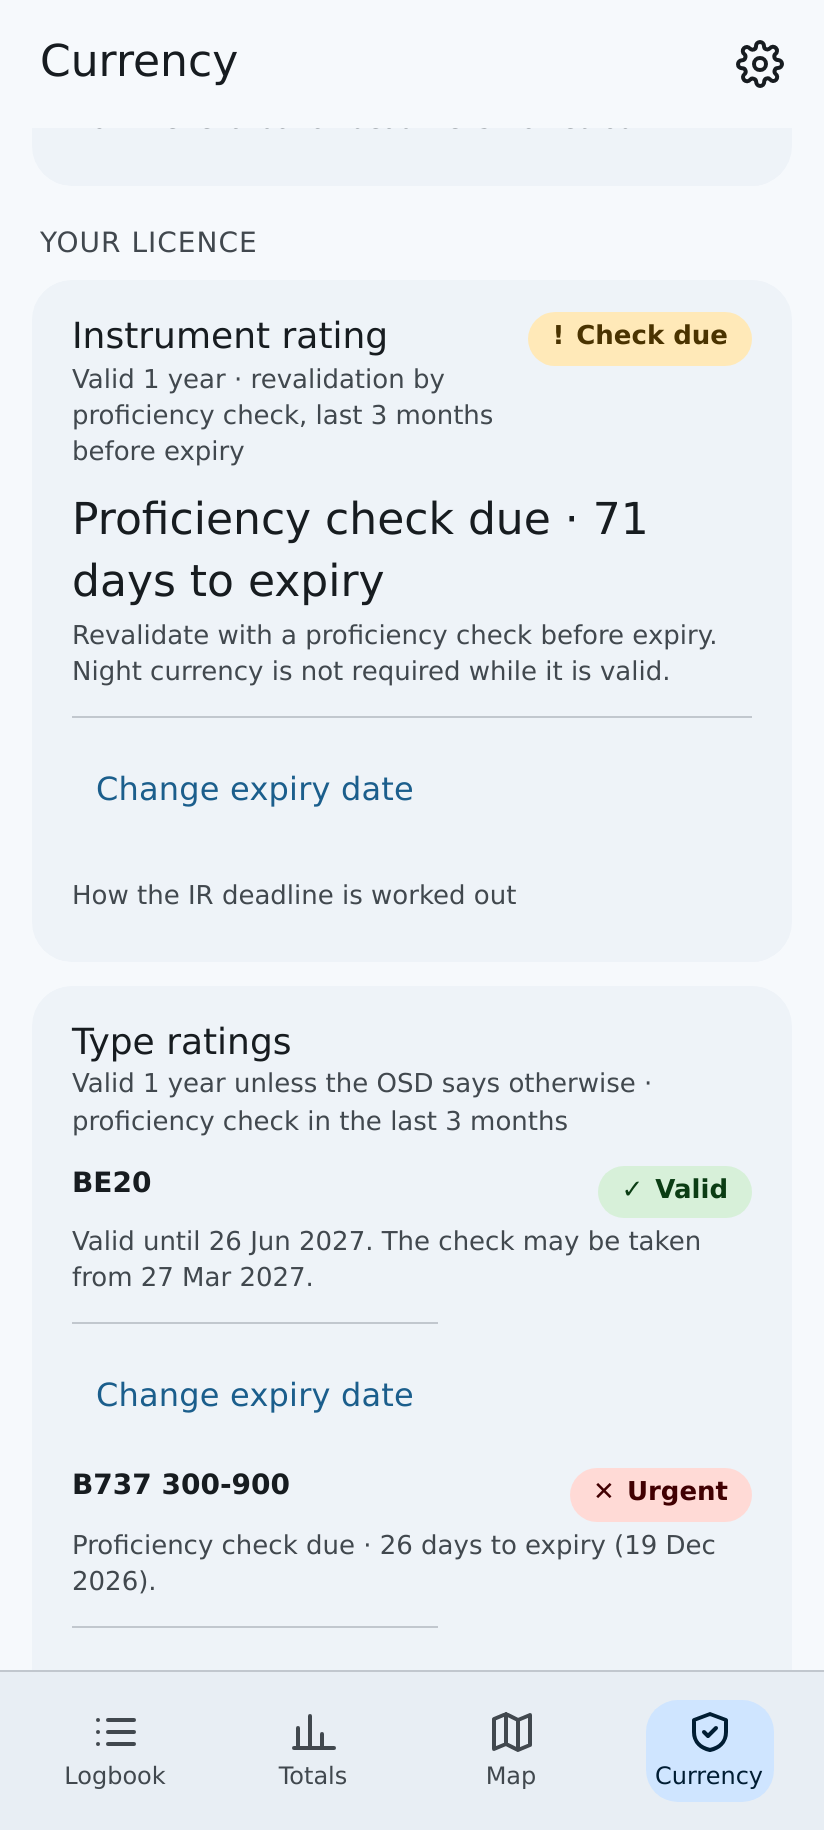 Currency
YOUR LICENCE
Instrument rating
! Check due
Valid 1 year · revalidation by
proficiency check, last 3 months
before expiry
Proficiency check due · 71
days to expiry
Revalidate with a proficiency check before expiry.
Night currency is not required while it is valid.
Change expiry date
How the IR deadline is worked out
Type ratings
Valid 1 year unless the OSD says otherwise ·
proficiency check in the last 3 months
BE20
✓ Valid
Valid until 26 Jun 2027. The check may be taken
from 27 Mar 2027.
Change expiry date
B737 300-900
✕ Urgent
Proficiency check due · 26 days to expiry (19 Dec
2026).
Logbook
Totals
Map
Currency